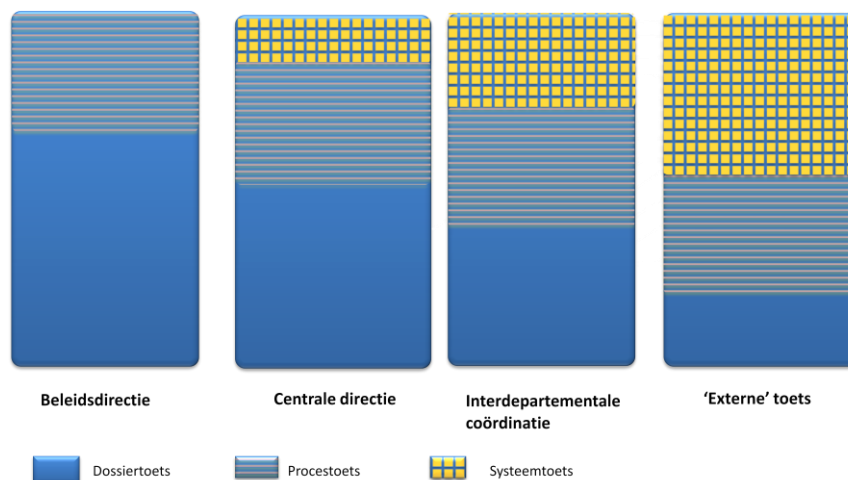 Beleidsdirectie
Centrale directie
Interdepartementale
coördinatie
‘Externe’ toets
Dossiertoets
Procestoets
Systeemtoets